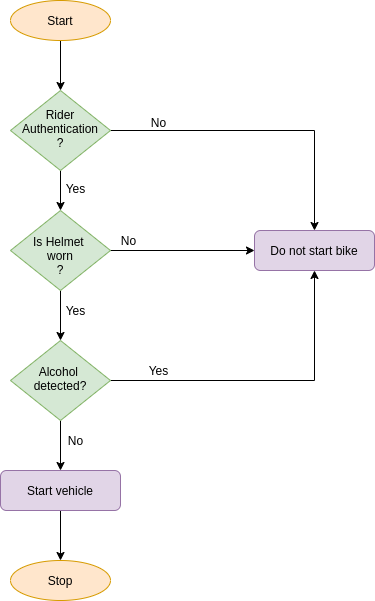 Start
Rider
Authentication
?
No
Yes
Is Helmet
worn
?
No
Do not start bike
Yes
Alcohol
detected?
Yes
No
Start vehicle
Stop